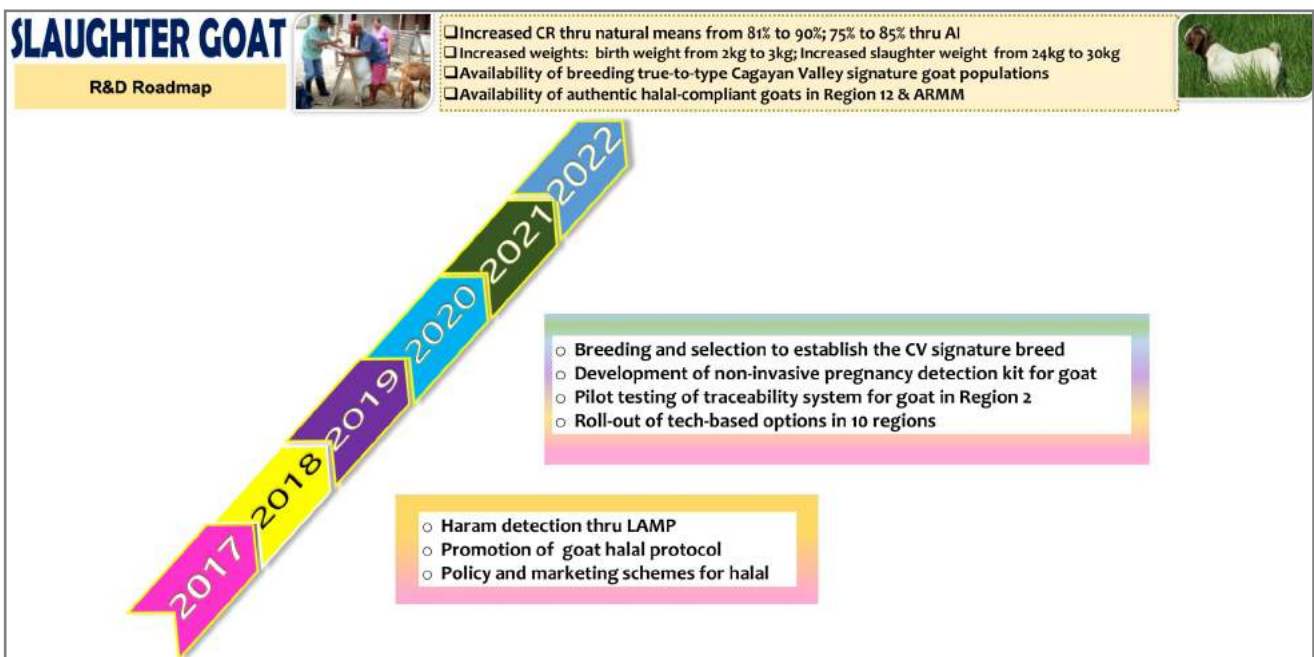 SLAUGHTER GOAT
R&D Roadmap
❑Increased CR thru natural means from 81% to 90%; 75% to 85% thru AI
❑Increased weights: birth weight from 2kg to 3kg; Increased slaughter weight from 24kg to 30kg
❑Availability of breeding true-to-type Cagayan Valley signature goat populations
❑Availability of authentic halal-compliant goats in Region 12 & ARMM
2022
2021
2020
2019
2018
2017
○ Breeding and selection to establish the CV signature breed
○ Development of non-invasive pregnancy detection kit for goat
○ Pilot testing of traceability system for goat in Region 2
○ Roll-out of tech-based options in 10 regions
○ Haram detection thru LAMP
○ Promotion of goat halal protocol
○ Policy and marketing schemes for halal